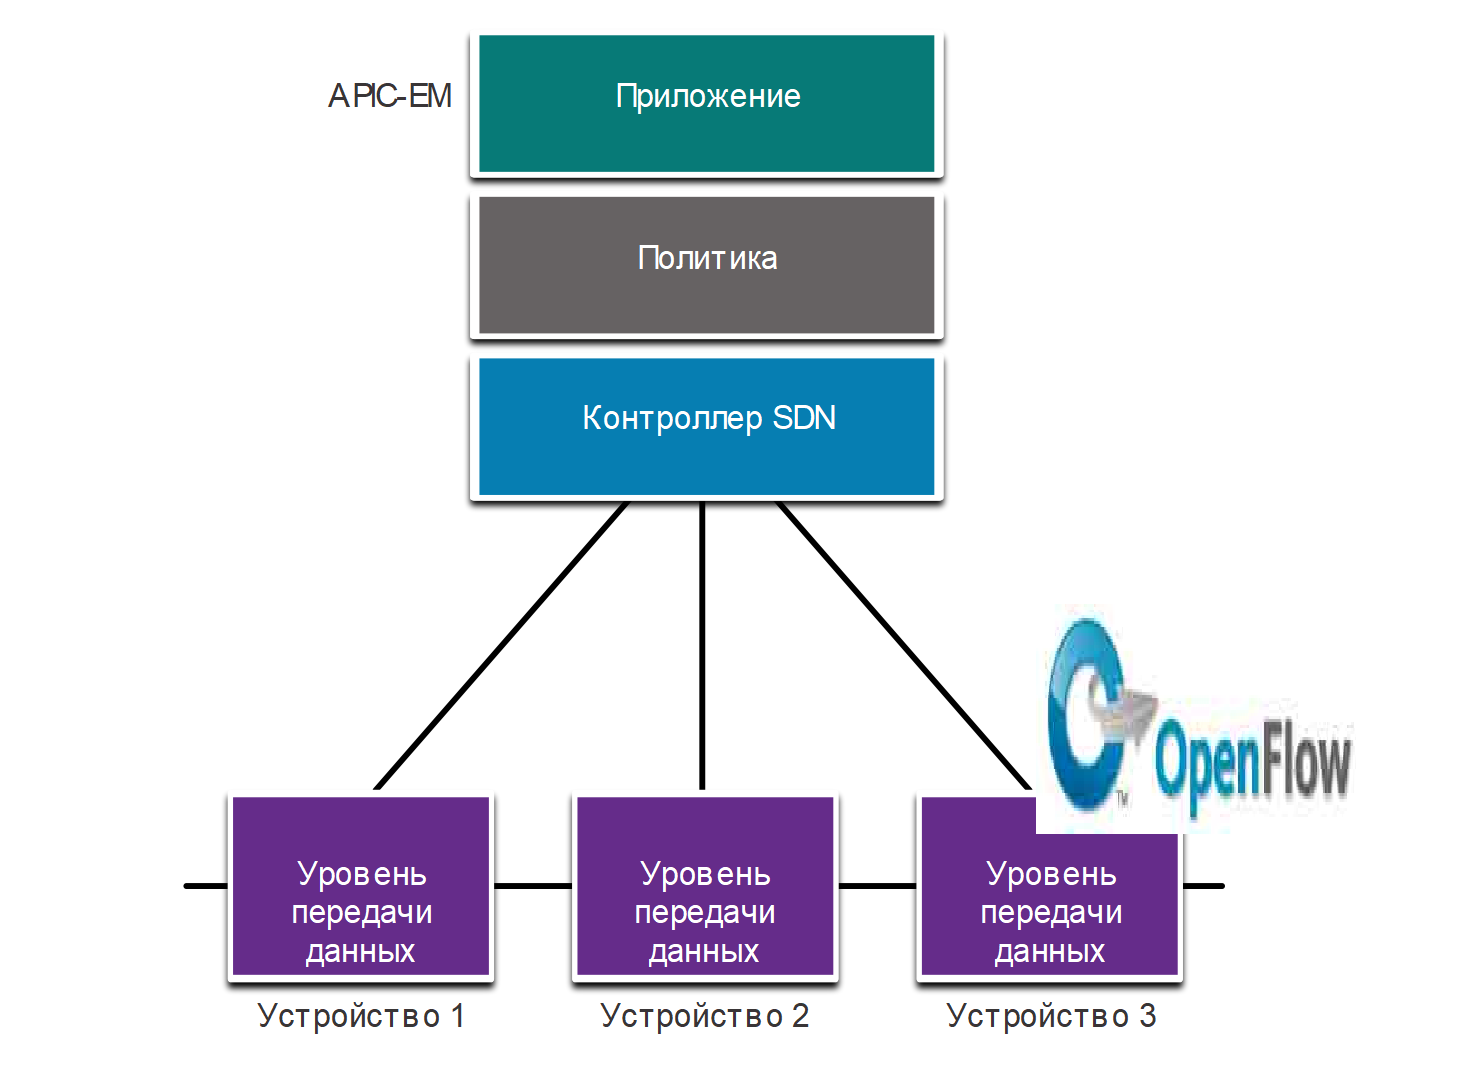 APIC-EM
Приложение
Политика
Контроллер SDN
OpenFlow
TM
Уровень
передачи
данных
Уровень
передачи
данных
Уровень
передачи
данных
Устройство 1
Устройство 2
Устройство 3